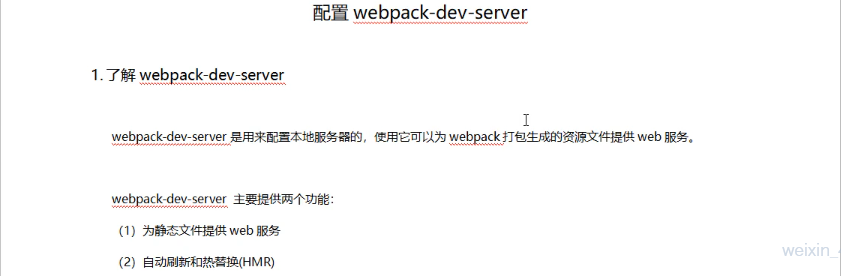 配置 webpack-dev-server
1. 了解 webpack-dev-server
webpack-dev-server 是用来配置本地服务器的，使用它可以为 webpack 打包生成的资源文件提供 web 服务。
webpack-dev-server 主要提供两个功能：
（1）为静态文件提供 web 服务
（2）自动刷新和热替换(HMR)
weixin_